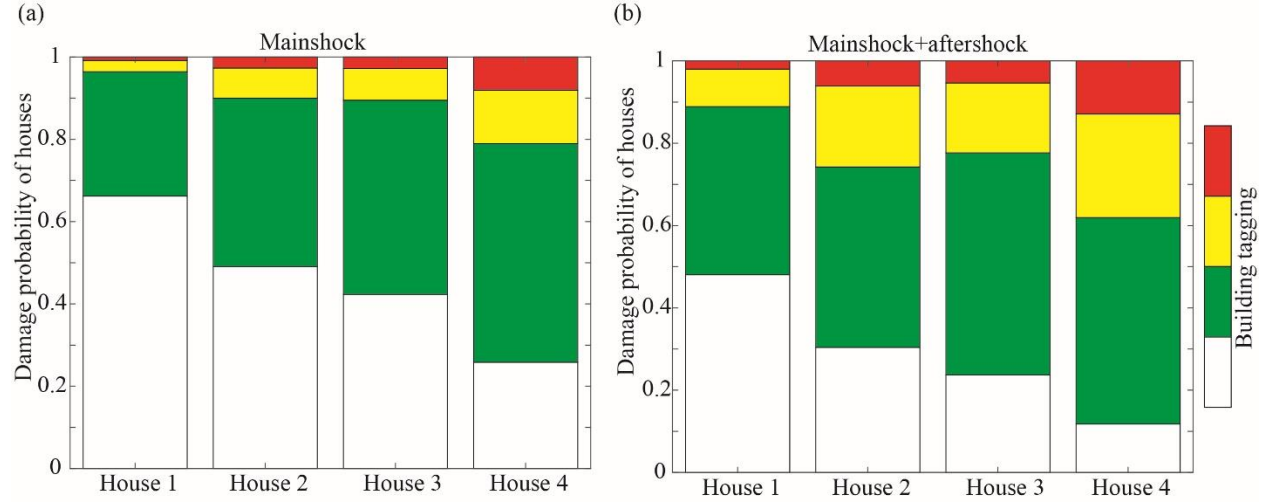 (a)
Mainshock
Damage probability of houses
1
0.8
0.6
0.4
0.2
0
House 1 House 2 House 3 House 4
(b)
Mainshock+aftershock
Damage probability of houses
1
0.8
0.6
0.4
0.2
0
House 1 House 2 House 3 House 4
Building tagging